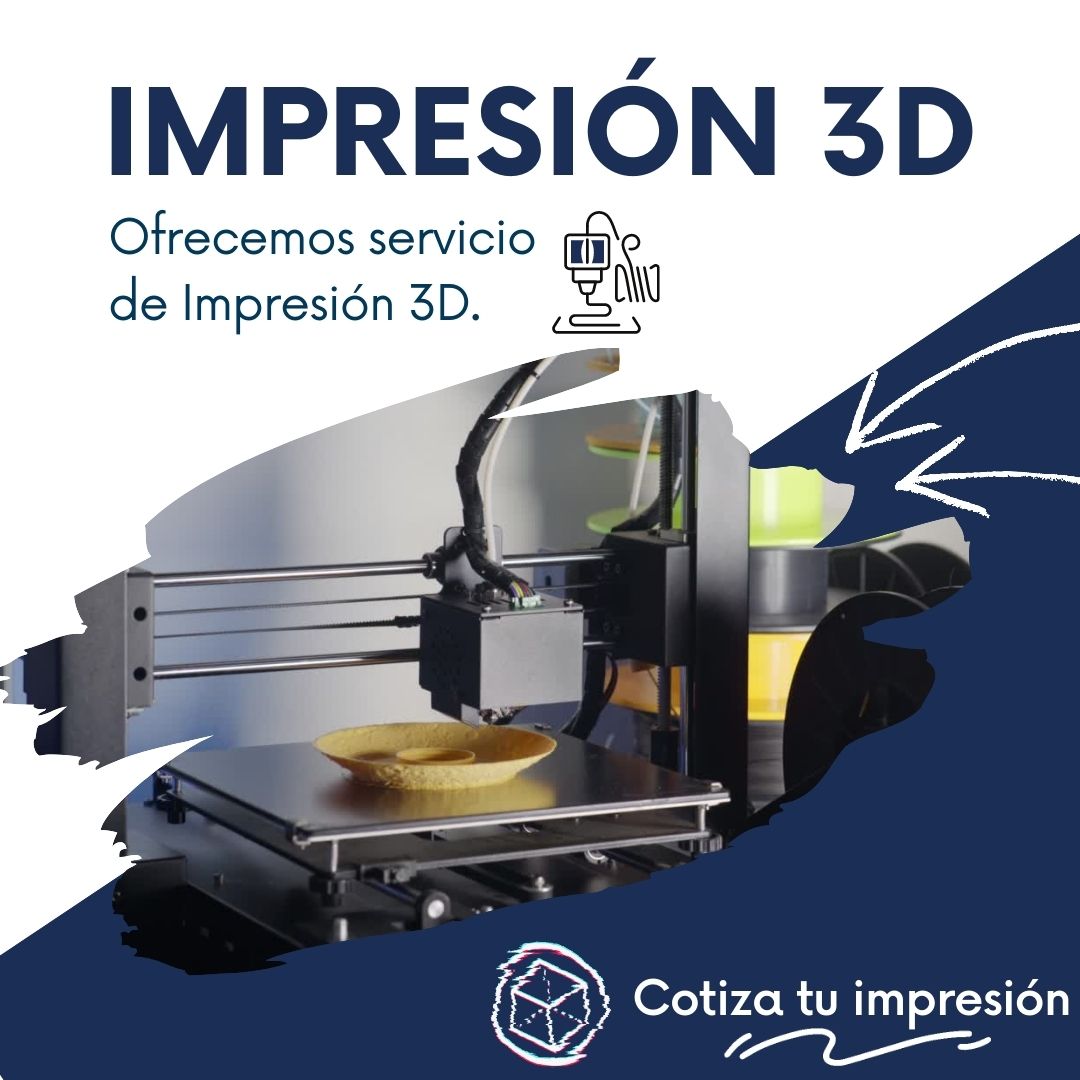 IMPRESIÓN 3D
Ofrecemos servicio
de Impresión 3D.
Cotiza tu impresión